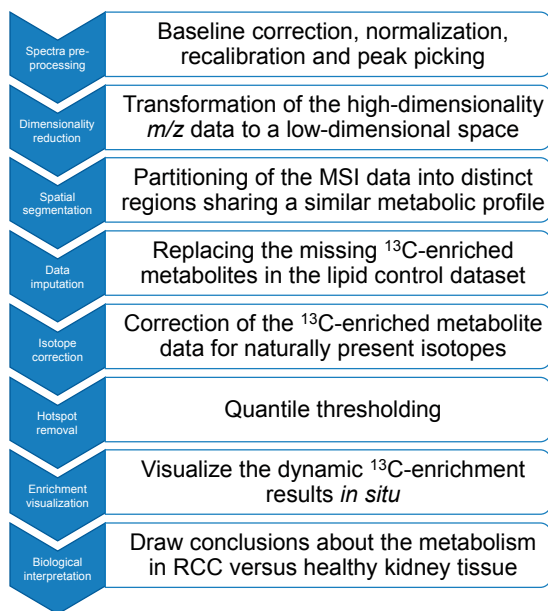 Spectra pre-
processing
Baseline correction, normalization,
recalibration and peak picking
Dimensionality
reduction
Transformation of the high-dimensionality
m/z data to a low-dimensional space
Spatial
segmentation
Partitioning of the MSI data into distinct
regions sharing a similar metabolic profile
Data
imputation
Replacing the missing ¹³C-enriched
metabolites in the lipid control dataset
Isotope
correction
Correction of the ¹³C-enriched metabolite
data for naturally present isotopes
Hotspot
removal
Quantile thresholding
Enrichment
visualization
Visualize the dynamic ¹³C-enrichment
results in situ
Biological
interpretation
Draw conclusions about the metabolism
in RCC versus healthy kidney tissue